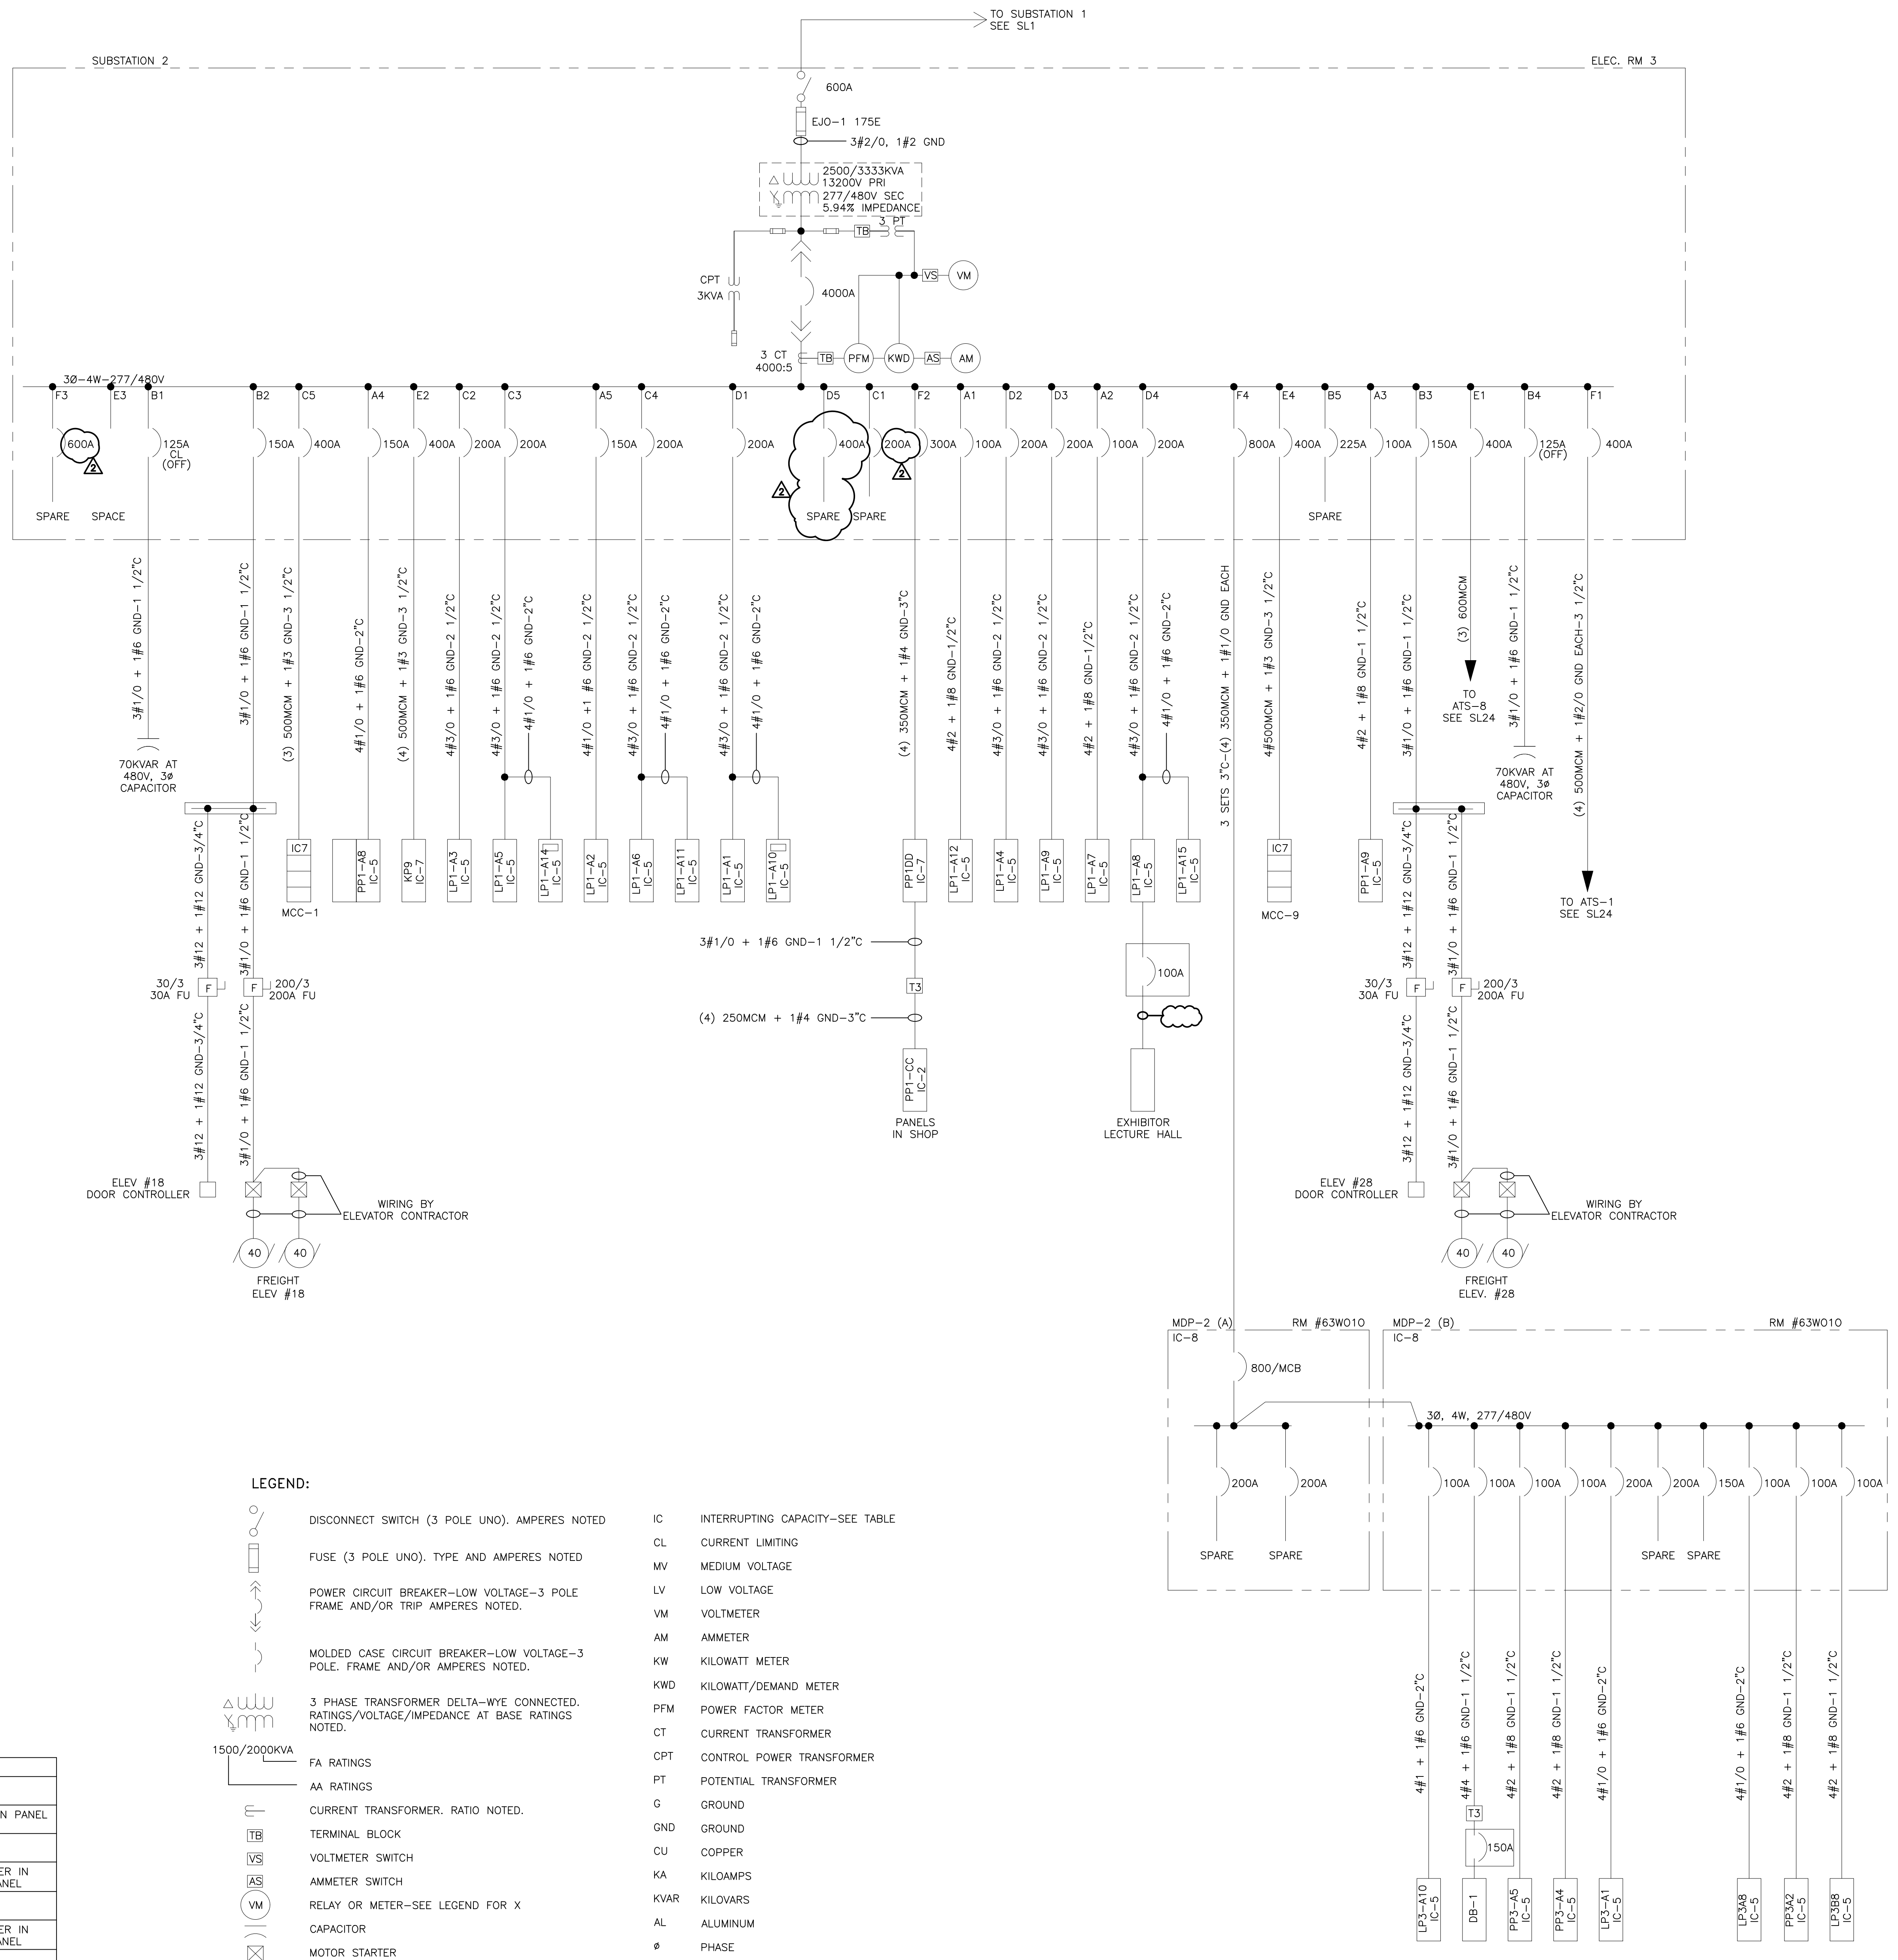 TO SUBSTATION 1
SEE SL1
SUBSTATION 2
ELEC. RM 3
600A
EJO-1 175E
3#2/0, 1#2 GND
2500/3333KVA
13200V PRI
277/480V SEC
5.94% IMPEDANCE
3 PT
TB
CPT
3KVA
VS
VM
4000A
3 CT
4000:5
TB
PFM
KWD
AS
AM
3Ø-4W-277/480V
F3
E3
B1
B2
C5
A4
E2
C2
C3
A5
C4
D1
D5
C1
F2
A1
D2
D3
A2
D4
F4
E4
B5
A3
B3
E1
B4
F1
600A
125A
CL
(OFF)
150A
400A
150A
400A
200A
200A
150A
200A
200A
400A
200A
300A
100A
200A
200A
100A
200A
800A
400A
225A
100A
150A
400A
125A
(OFF)
400A
2
2
2
SPARE
SPACE
SPARE
SPARE
SPARE
3#1/0 + 1#6 GND-1 1/2"C
3#1/0 + 1#6 GND-1 1/2"C
(3) 500MCM + 1#3 GND-3 1/2"C
4#1/0 + 1#6 GND-2"C
(4) 500MCM + 1#3 GND-3 1/2"C
4#3/0 + 1#6 GND-2 1/2"C
4#3/0 + 1#6 GND-2 1/2"C
4#1/0 + 1#6 GND-2"C
4#1/0 +1 #6 GND-2 1/2"C
4#3/0 + 1#6 GND-2 1/2"C
4#1/0 + 1#6 GND-2"C
4#3/0 + 1#6 GND-2 1/2"C
4#1/0 + 1#6 GND-2"C
(4) 350MCM + 1#4 GND-3"C
4#2 + 1#8 GND-1/2"C
4#3/0 + 1#6 GND-2 1/2"C
4#3/0 + 1#6 GND-2 1/2"C
4#2 + 1#8 GND-1/2"C
4#3/0 + 1#6 GND-2 1/2"C
4#1/0 + 1#6 GND-2"C
3 SETS 3"C-(4) 350MCM + 1#1/0 GND EACH
4#500MCM + 1#3 GND-3 1/2"C
4#2 + 1#8 GND-1 1/2"C
3#1/0 + 1#6 GND-1 1/2"C
(3) 600MCM
3#1/0 + 1#6 GND-1 1/2"C
(4) 500MCM + 1#2/0 GND EACH-3 1/2"C
TO
ATS-8
SEE SL24
70KVAR AT
480V, 3ø
CAPACITOR
70KVAR AT
480V, 3ø
CAPACITOR
3#12 + 1#12 GND-3/4"C
3#1/0 + 1#6 GND-1 1/2"C
IC7
MCC-1
PP1-A8
IC-5
KP9
IC-7
LP1-A3
IC-5
LP1-A5
IC-5
LP1-A14
IC-5
LP1-A2
IC-5
LP1-A6
IC-5
LP1-A11
IC-5
LP1-A1
IC-5
LP1-A10
IC-5
PP1DD
IC-7
LP1-A12
IC-5
LP1-A4
IC-5
LP1-A9
IC-5
LP1-A7
IC-5
LP1-A8
IC-5
LP1-A15
IC-5
IC7
MCC-9
PP1-A9
IC-5
3#12 + 1#12 GND-3/4"C
3#1/0 + 1#6 GND-1 1/2"C
TO ATS-1
SEE SL24
3#1/0 + 1#6 GND-1 1/2"C
T3
(4) 250MCM + 1#4 GND-3"C
PP1-CC
IC-2
PANELS
IN SHOP
100A
EXHIBITOR
LECTURE HALL
30/3
30A FU
F
F
200/3
200A FU
3#12 + 1#12 GND-3/4"C
3#1/0 + 1#6 GND-1 1/2"C
ELEV #18
DOOR CONTROLLER
WIRING BY
ELEVATOR CONTRACTOR
40
40
FREIGHT
ELEV #18
30/3
30A FU
F
F
200/3
200A FU
3#12 + 1#12 GND-3/4"C
3#1/0 + 1#6 GND-1 1/2"C
ELEV #28
DOOR CONTROLLER
WIRING BY
ELEVATOR CONTRACTOR
40
40
FREIGHT
ELEV. #28
MDP-2 (A)
RM #63WO10
IC-8
800/MCB
200A
200A
SPARE
SPARE
MDP-2 (B)
RM #63WO10
IC-8
3Ø, 4W, 277/480V
100A
100A
100A
100A
200A
200A
150A
100A
100A
100A
SPARE
SPARE
4#1 + 1#6 GND-2"C
4#4 + 1#6 GND-1 1/2"C
4#2 + 1#8 GND-1 1/2"C
4#2 + 1#8 GND-1 1/2"C
4#1/0 + 1#6 GND-2"C
4#1/0 + 1#6 GND-2"C
4#2 + 1#8 GND-1 1/2"C
4#2 + 1#8 GND-1 1/2"C
T3
150A
LP3-A10
IC-5
DB-1
PP3-A5
IC-5
PP3-A4
IC-5
LP3-A1
IC-5
LP3A8
IC-5
PP3A2
IC-5
LP3B8
IC-5
LEGEND:
DISCONNECT SWITCH (3 POLE UNO). AMPERES NOTED
FUSE (3 POLE UNO). TYPE AND AMPERES NOTED
POWER CIRCUIT BREAKER-LOW VOLTAGE-3 POLE
FRAME AND/OR TRIP AMPERES NOTED.
MOLDED CASE CIRCUIT BREAKER-LOW VOLTAGE-3
POLE. FRAME AND/OR AMPERES NOTED.
3 PHASE TRANSFORMER DELTA-WYE CONNECTED.
RATINGS/VOLTAGE/IMPEDANCE AT BASE RATINGS
NOTED.
1500/2000KVA
FA RATINGS
AA RATINGS
CURRENT TRANSFORMER. RATIO NOTED.
TB TERMINAL BLOCK
VS VOLTMETER SWITCH
AS AMMETER SWITCH
VM RELAY OR METER-SEE LEGEND FOR X
CAPACITOR
MOTOR STARTER
IC INTERRUPTING CAPACITY-SEE TABLE
CL CURRENT LIMITING
MV MEDIUM VOLTAGE
LV LOW VOLTAGE
VM VOLTMETER
AM AMMETER
KW KILOWATT METER
KWD KILOWATT/DEMAND METER
PFM POWER FACTOR METER
CT CURRENT TRANSFORMER
CPT CONTROL POWER TRANSFORMER
PT POTENTIAL TRANSFORMER
G GROUND
GND GROUND
CU COPPER
KA KILOAMPS
KVAR KILOVARS
AL ALUMINUM
ø PHASE
N PANEL
ER IN
ANEL
ER IN
ANEL